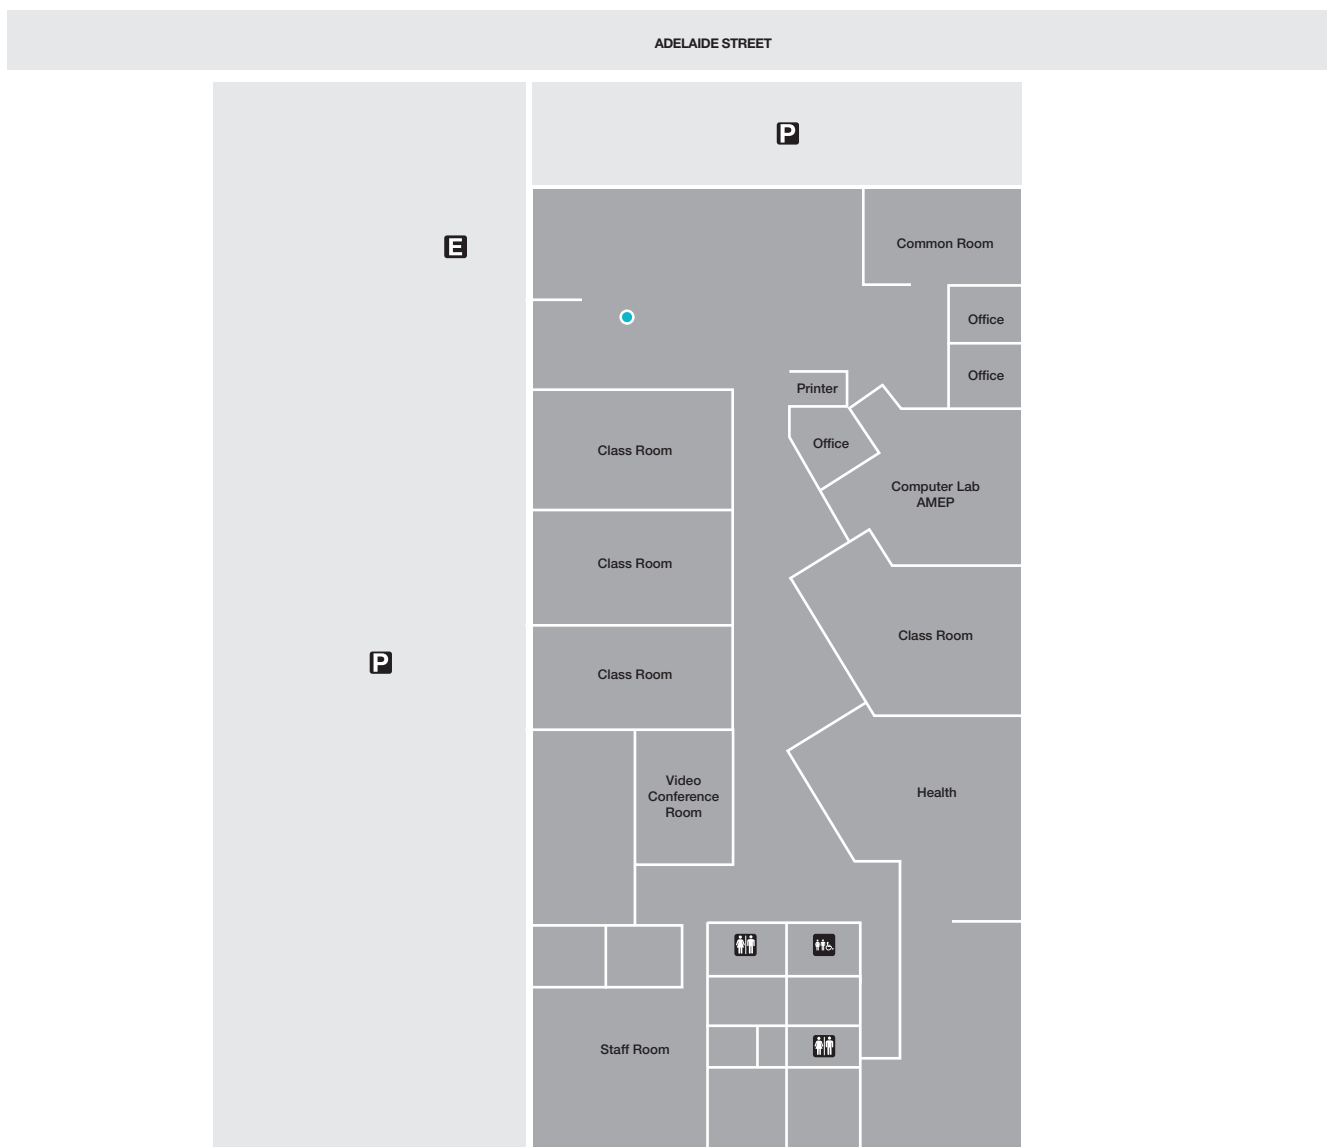 ADELAIDE STREET
P
E
Common Room
Office
Office
Printer
Office
Class Room
Computer Lab
AMEP
Class Room
Class Room
P
Class Room
Video
Conference
Room
Health
Staff Room